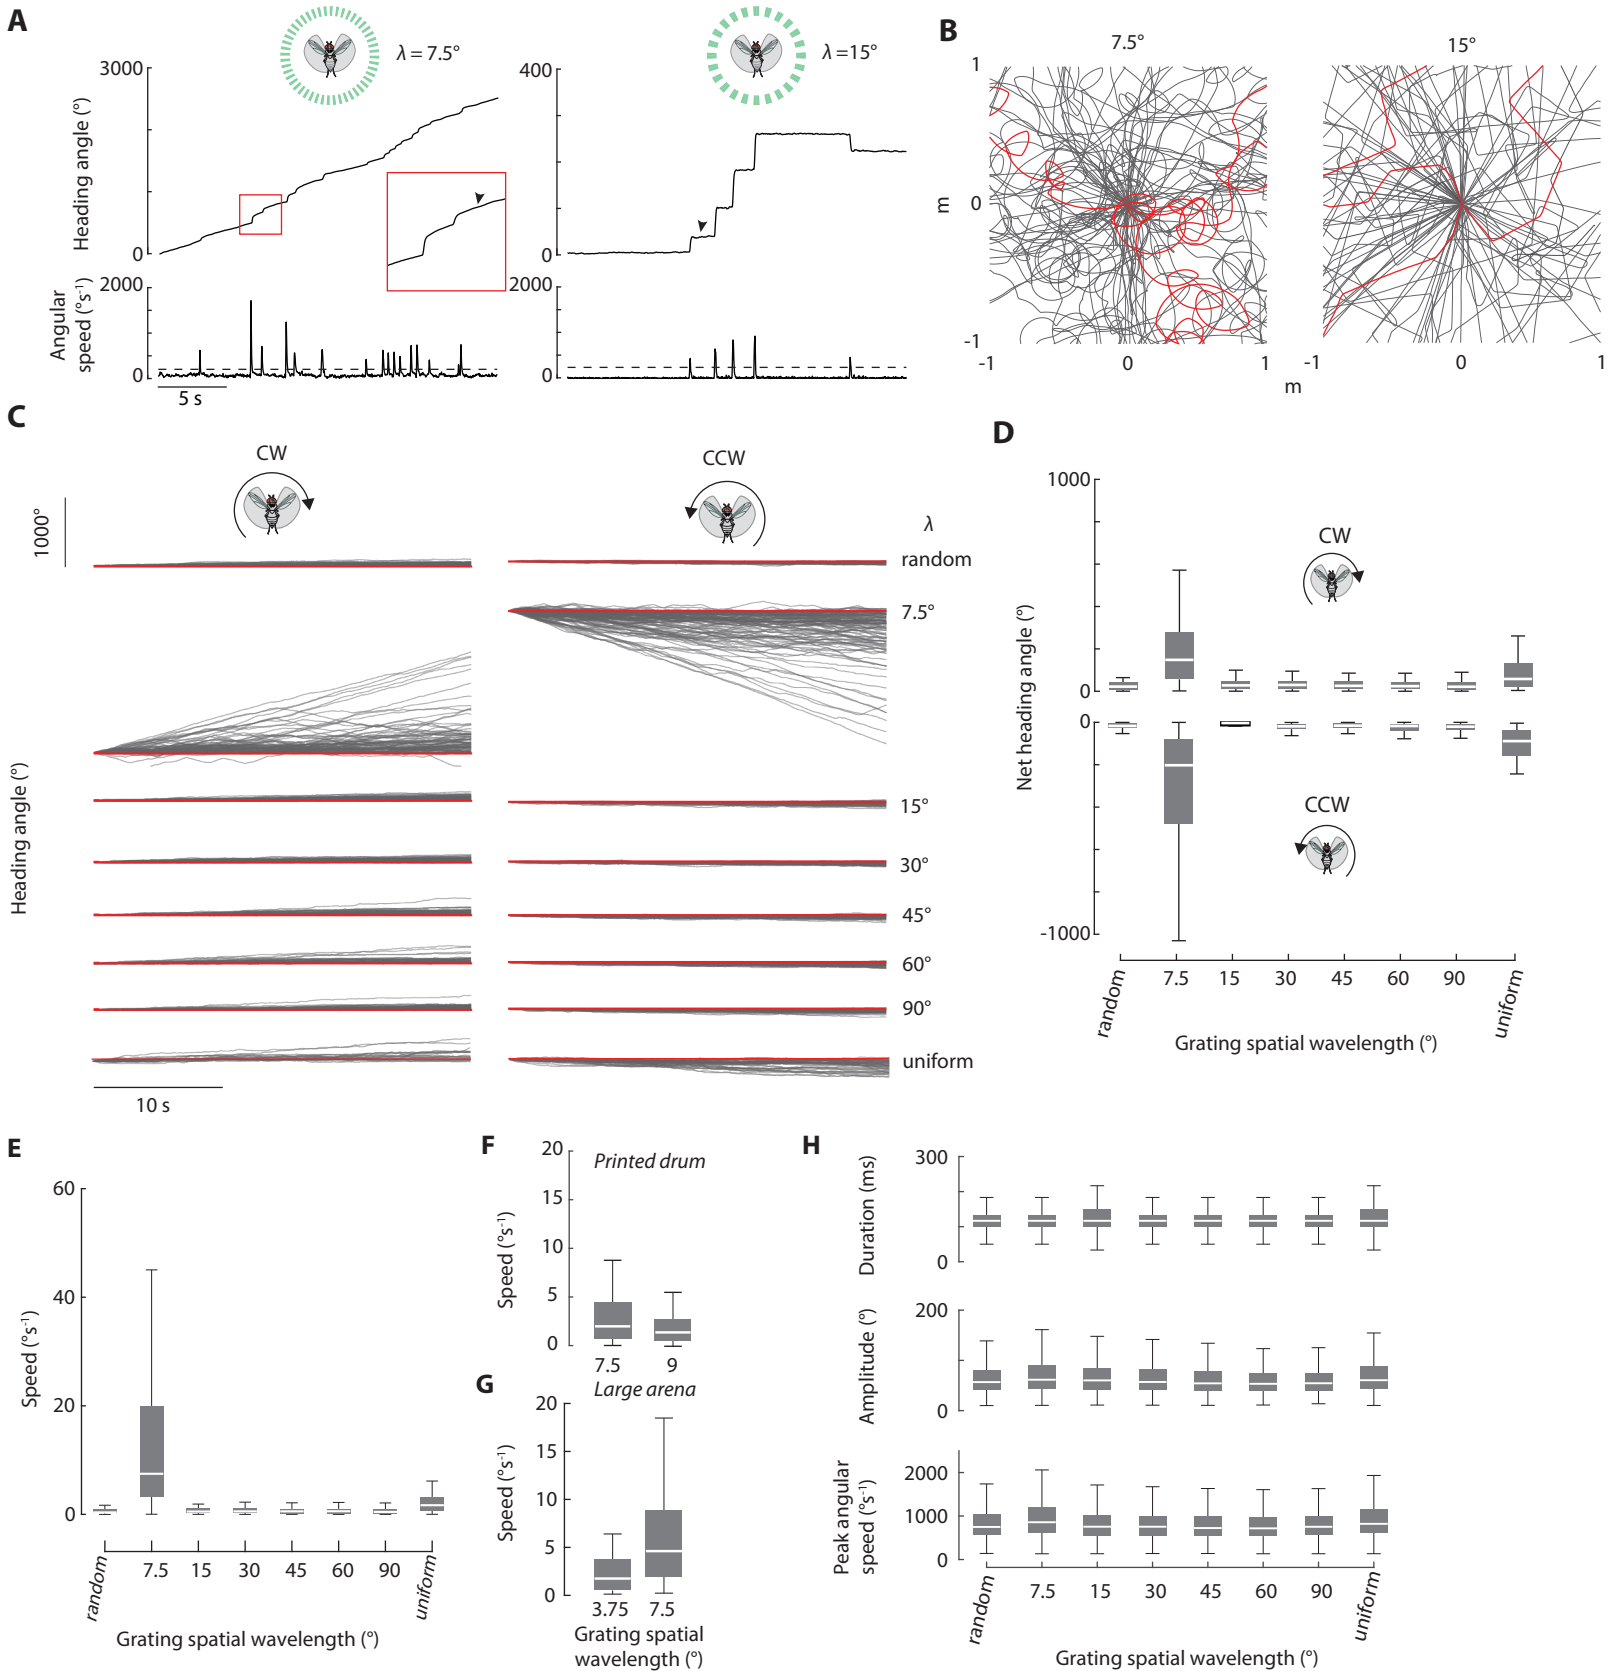 A
λ = 7.5°
λ = 15°
3000
0
Heading angle (°)
400
0
2000
0
Angular
speed (°s⁻¹)
2000
0
5 s
B
7.5°
15°
1
0
-1
m
-1
0
1
-1
0
1
m
C
CW
CCW
1000°
λ
random
7.5°
15°
30°
45°
60°
90°
uniform
Heading angle (°)
10 s
D
1000
0
0
-1000
Net heading angle (°)
CW
CCW
random
7.5
15
30
45
60
90
uniform
Grating spatial wavelength (°)
E
60
40
20
0
Speed (°s⁻¹)
random
7.5
15
30
45
60
90
uniform
Grating spatial wavelength (°)
F
Printed drum
20
15
10
5
0
Speed (°s⁻¹)
7.5
9
G
Large arena
20
15
10
5
0
Speed (°s⁻¹)
3.75
7.5
Grating spatial
wavelength (°)
H
300
0
Duration (ms)
200
0
Amplitude (°)
2000
1000
0
Peak angular
speed (°s⁻¹)
random
7.5
15
30
45
60
90
uniform
Grating spatial wavelength (°)